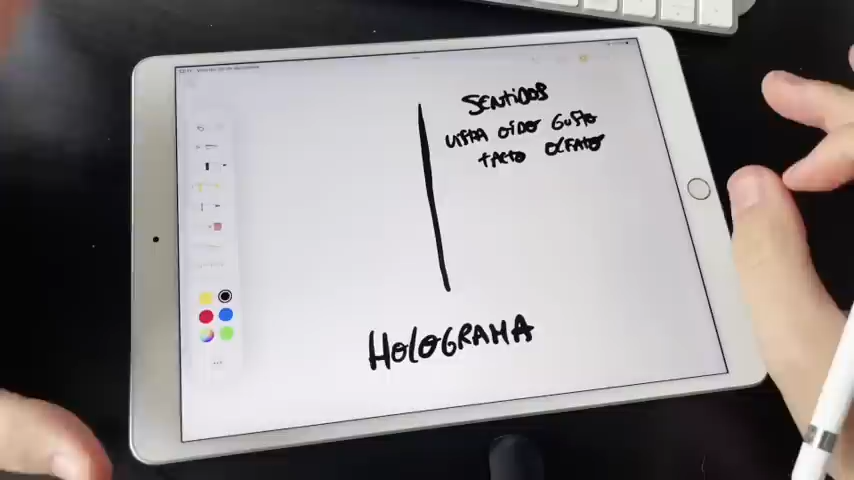 SENTIDOS
VISTA OÍDO GUSTO
TACTO OLFATO
HOLOGRAMA